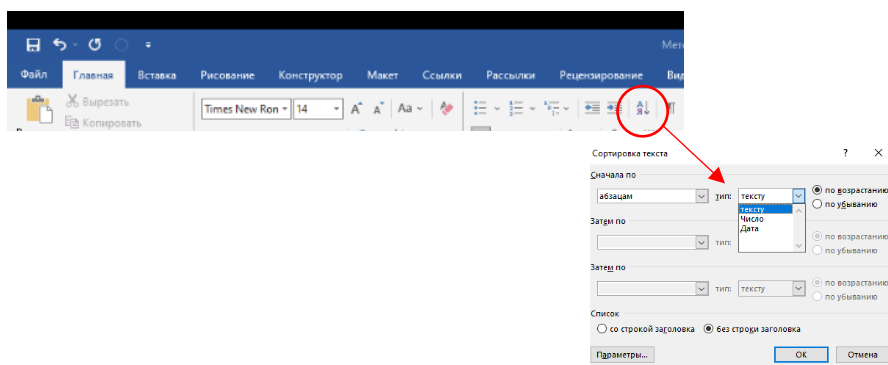 Мет
Файл Главная Вставка Рисование Конструктор Макет Ссылки Рассылки Рецензирование Вид
Вырезать
Times New Ron 14 Aa
Копировать
Сортировка текста ? ×
Сначала по
абзацам тип: тексту по возрастанию
по убыванию
тексту
Число
Дата
Затем по
тип: по возрастанию
по убыванию
Затем по
тип: тексту по возрастанию
по убыванию
Список
со строкой заголовка без строки заголовка
Параметры... ОК Отмена